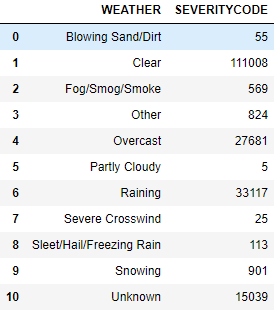 WEATHER SEVERITYCODE
0 Blowing Sand/Dirt 55
1 Clear 111008
2 Fog/Smog/Smoke 569
3 Other 824
4 Overcast 27681
5 Partly Cloudy 5
6 Raining 33117
7 Severe Crosswind 25
8 Sleet/Hail/Freezing Rain 113
9 Snowing 901
10 Unknown 15039